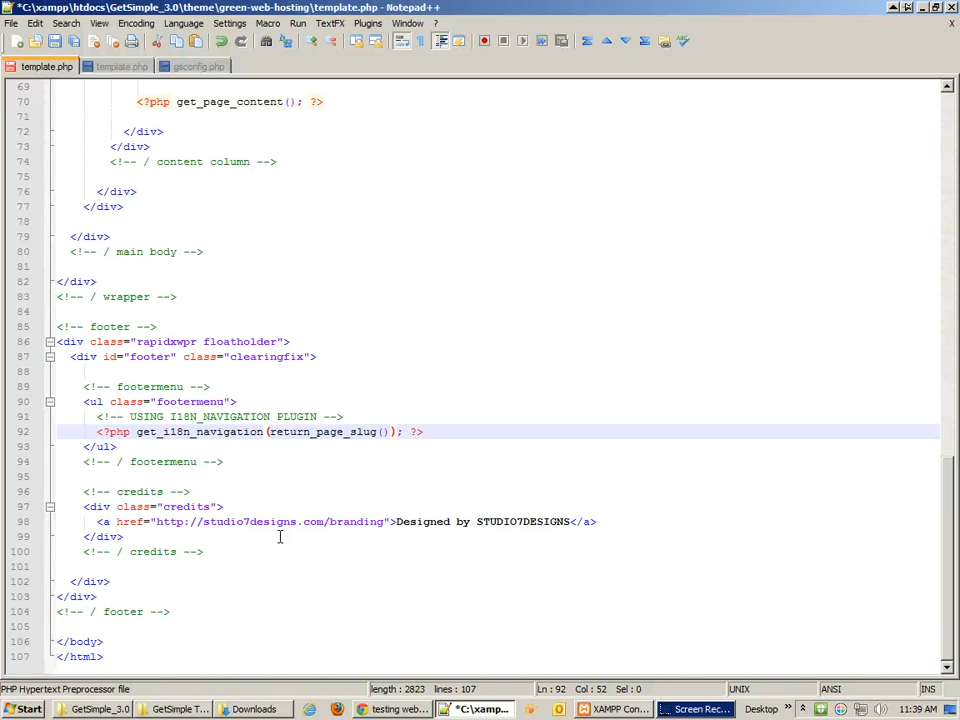 *C:\xampp\htdocs\GetSimple_3.0\theme\green-web-hosting\template.php - Notepad++
File Edit Search View Encoding Language Settings Macro Run TextFX Plugins Window ?
template.php template.php gsconfig.php
69
70 <?php get_page_content(); ?>
71
72 </div>
73 </div>
74 <!-- / content column -->
75
76 </div>
77 </div>
78
79 </div>
80 <!-- / main body -->
81
82 </div>
83 <!-- / wrapper -->
84
85 <!-- footer -->
86 <div class="rapidxwpr floatholder">
87 <div id="footer" class="clearingfix">
88
89 <!-- footermenu -->
90 <ul class="footermenu">
91 <!-- USING I18N_NAVIGATION PLUGIN -->
92 <?php get_i18n_navigation(return_page_slug()); ?>
93 </ul>
94 <!-- / footermenu -->
95
96 <!-- credits -->
97 <div class="credits">
98 <a href="http://studio7designs.com/branding">Designed by STUDIO7DESIGNS</a>
99 </div>
100 <!-- / credits -->
101
102 </div>
103 </div>
104 <!-- / footer -->
105
106 </body>
107 </html>
PHP Hypertext Preprocessor file length : 2823 lines : 107 Ln : 92 Col : 52 Sel : 0 UNIX ANSI INS
Start GetSimple_3.0 GetSimple T... Downloads testing web... *C:\xamp... XAMPP Con... Screen Rec... Desktop » 11:39 AM